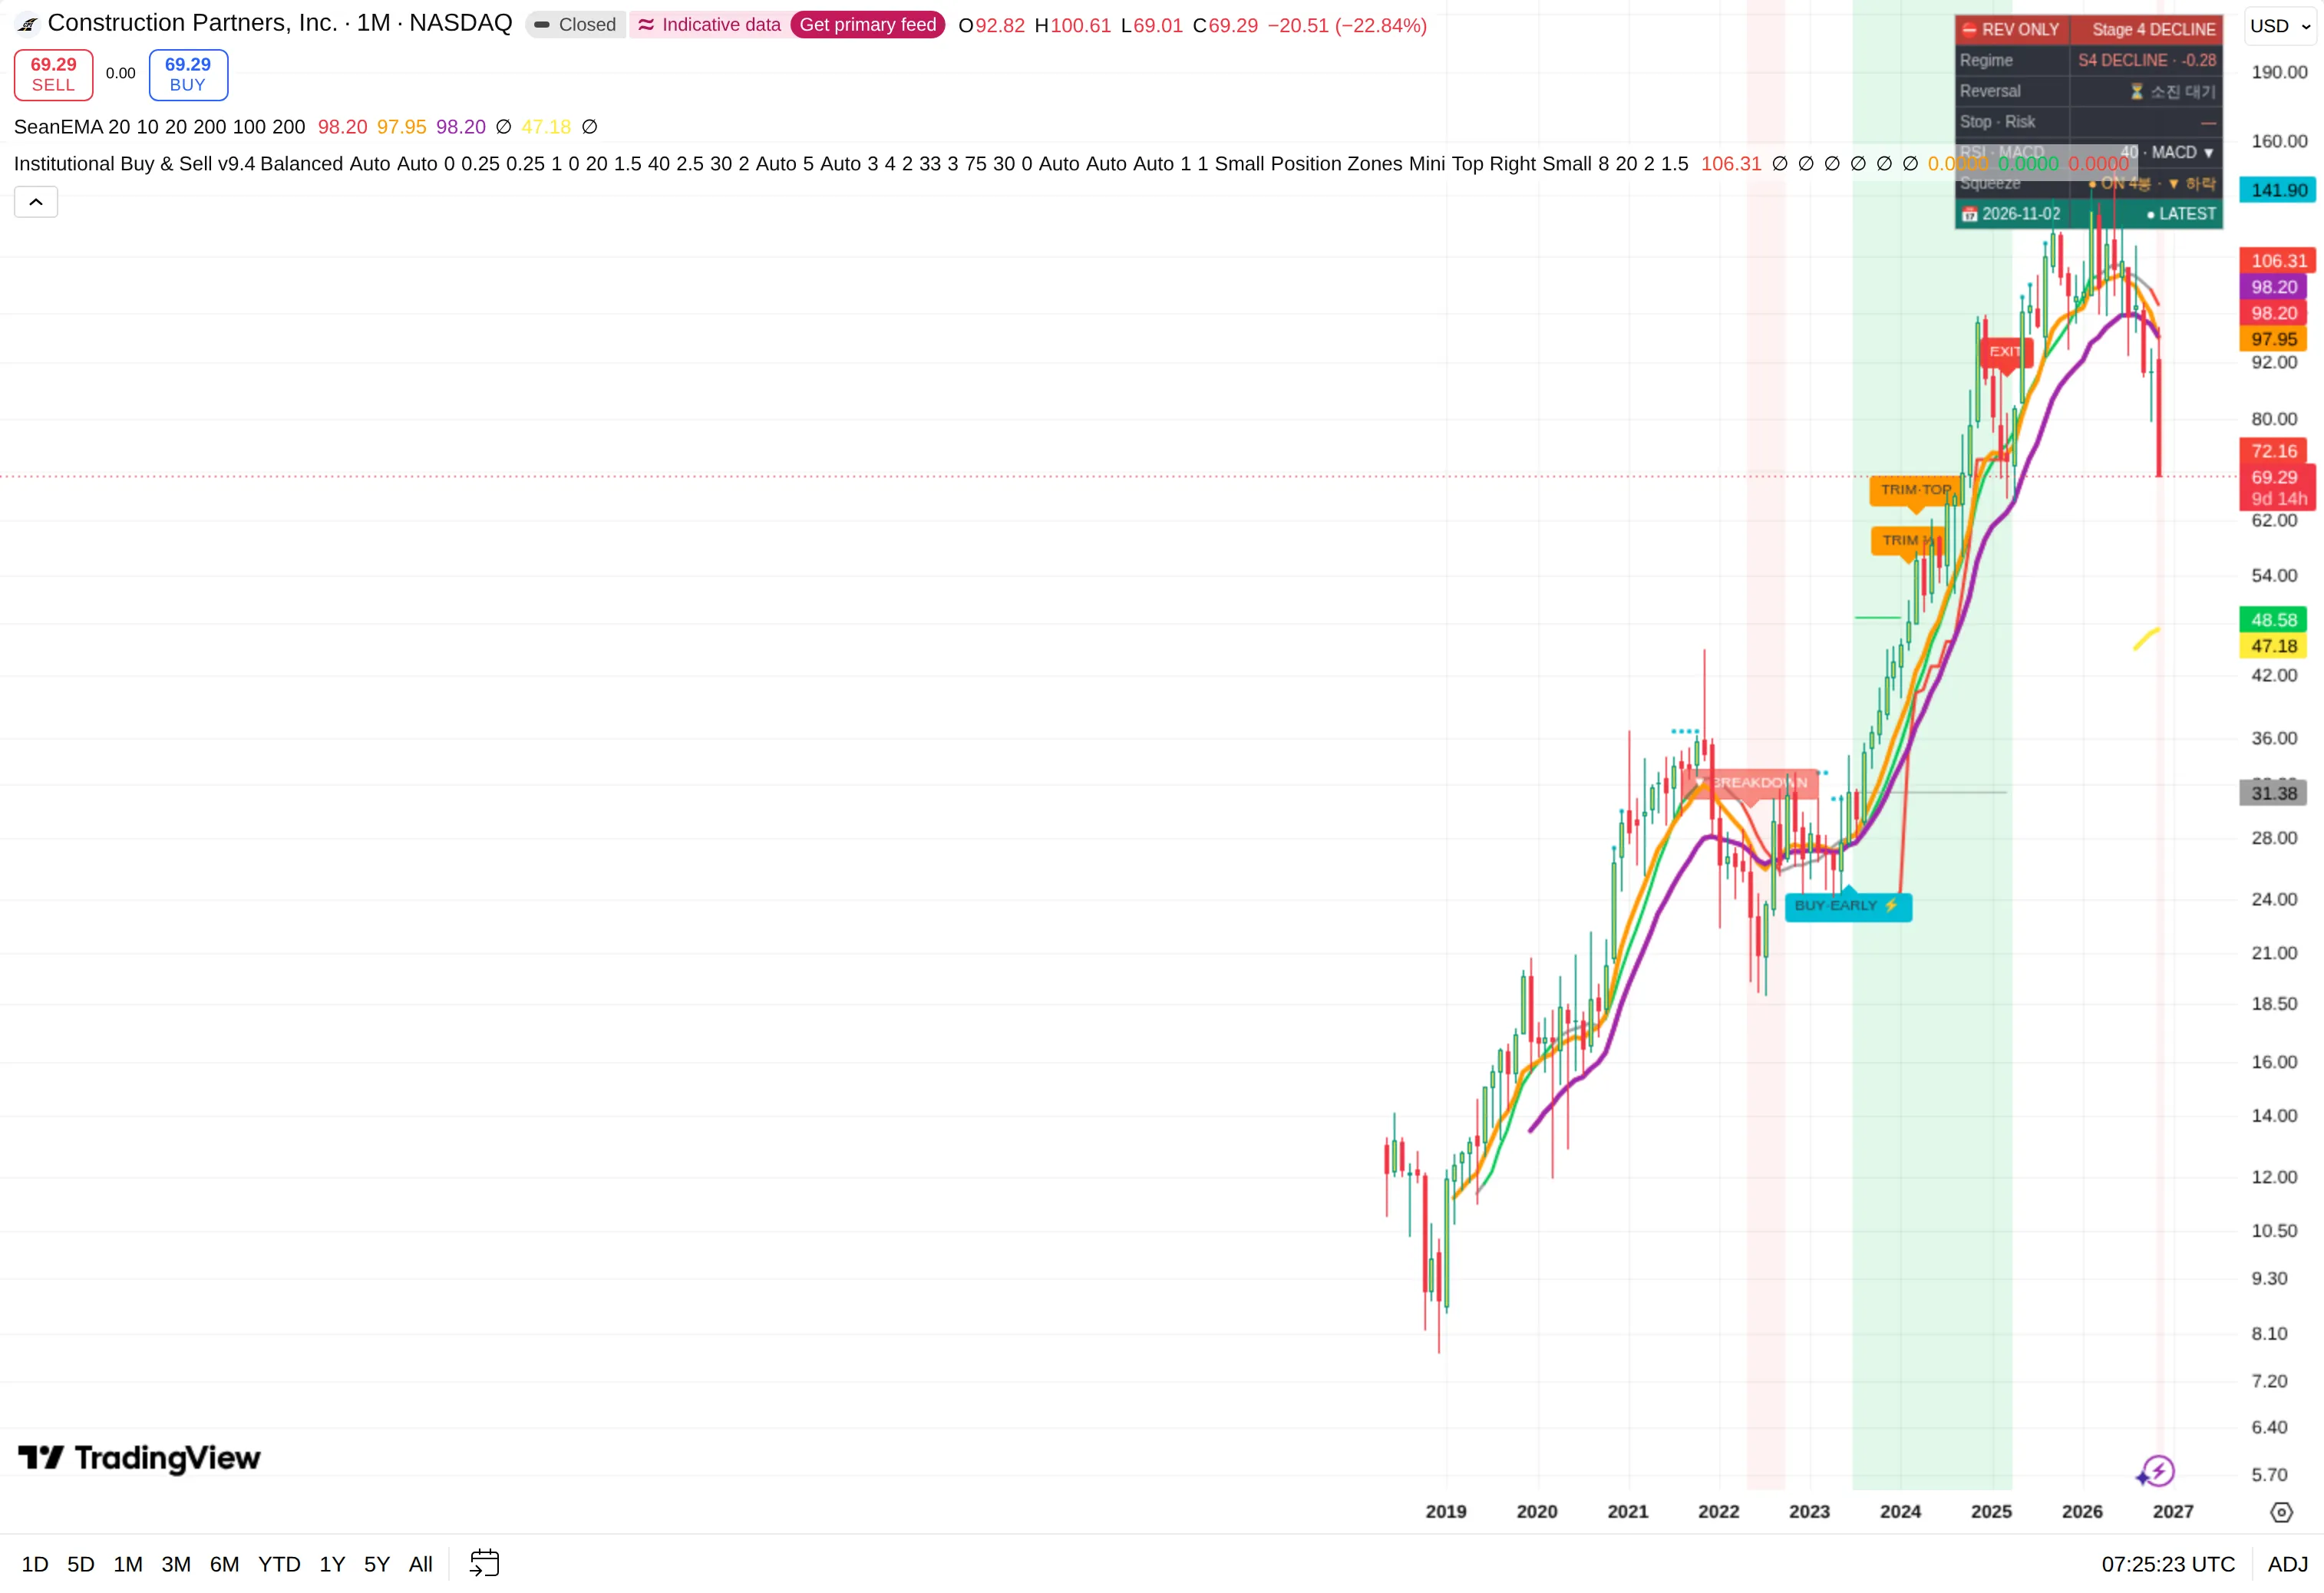 Construction Partners, Inc. · 1M · NASDAQ Closed Indicative data Get primary feed O92.82 H100.61 L69.01 C69.29 −20.51 (−22.84%)
69.29 SELL
0.00
69.29 BUY
SeanEMA 20 10 20 200 100 200 98.20 97.95 98.20 ∅ 47.18 ∅
Institutional Buy & Sell v9.4 Balanced Auto Auto 0 0.25 0.25 1 0 20 1.5 40 2.5 30 2 Auto 5 Auto 3 4 2 33 3 75 30 0 Auto Auto Auto 1 1 Small Position Zones Mini Top Right Small 8 20 2 1.5 106.31 ∅ ∅ ∅ ∅ ∅ ∅ 0.0000 0.0000 0.0000
⛔ REV ONLY Stage 4 DECLINE
Regime S4 DECLINE · -0.28
Reversal ⏳ 소진 대기
Stop · Risk —
RSI · MACD 40 · MACD ▼
Squeeze ● ON 4봉 · ▼ 하락
📅 2026-11-02 ● LATEST
USD
190.00
160.00
141.90
106.31
98.20
98.20
97.95
92.00
80.00
72.16
69.29
9d 14h
62.00
54.00
48.58
47.18
42.00
36.00
31.38
28.00
24.00
21.00
18.50
16.00
14.00
12.00
10.50
9.30
8.10
7.20
6.40
5.70
EXIT
TRIM-TOP
TRIM
BREAKDOWN
BUY-EARLY ⚡
TradingView
2019 2020 2021 2022 2023 2024 2025 2026 2027
1D 5D 1M 3M 6M YTD 1Y 5Y All
07:25:23 UTC ADJ